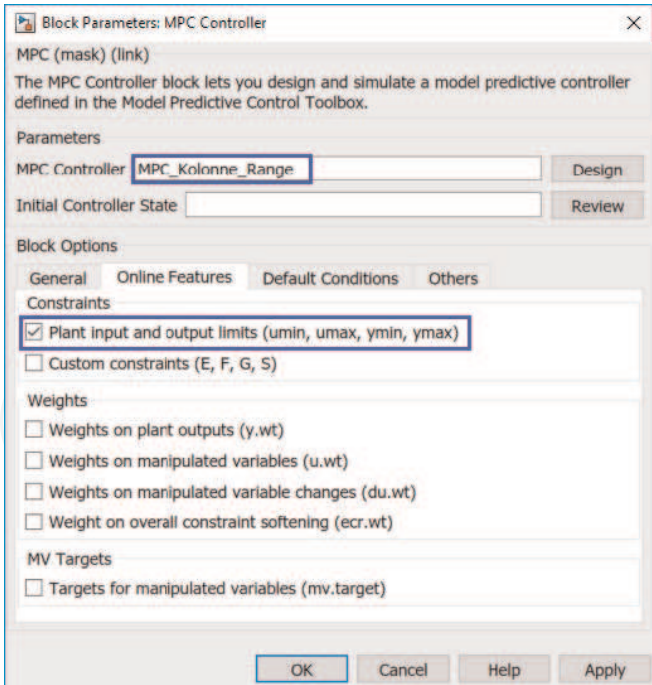 Block Parameters: MPC Controller
MPC (mask) (link)
The MPC Controller block lets you design and simulate a model predictive controller
defined in the Model Predictive Control Toolbox.
Parameters
MPC Controller MPC_Kolonne_Range Design
Initial Controller State Review
Block Options
General Online Features Default Conditions Others
Constraints
Plant input and output limits (umin, umax, ymin, ymax)
Custom constraints (E, F, G, S)
Weights
Weights on plant outputs (y.wt)
Weights on manipulated variables (u.wt)
Weights on manipulated variable changes (du.wt)
Weight on overall constraint softening (ecr.wt)
MV Targets
Targets for manipulated variables (mv.target)
OK Cancel Help Apply